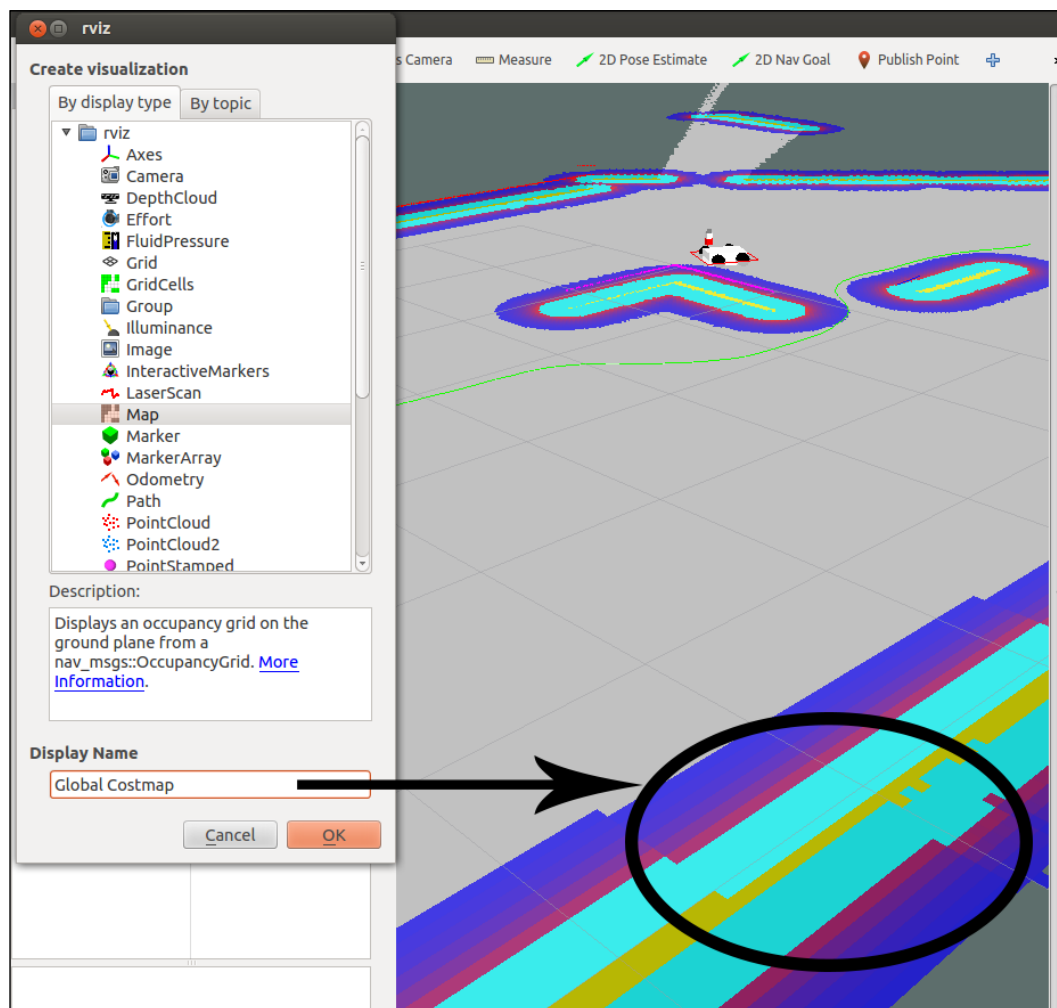 rviz
Create visualization
By display type
By topic
rviz
Axes
Camera
DepthCloud
Effort
FluidPressure
Grid
GridCells
Group
Illuminance
Image
InteractiveMarkers
LaserScan
Map
Marker
MarkerArray
Odometry
Path
PointCloud
PointCloud2
PointStamped
Description:
Displays an occupancy grid on the
ground plane from a
nav_msgs::OccupancyGrid. More
Information.
Display Name
Global Costmap
Cancel
OK
s Camera
Measure
2D Pose Estimate
2D Nav Goal
Publish Point